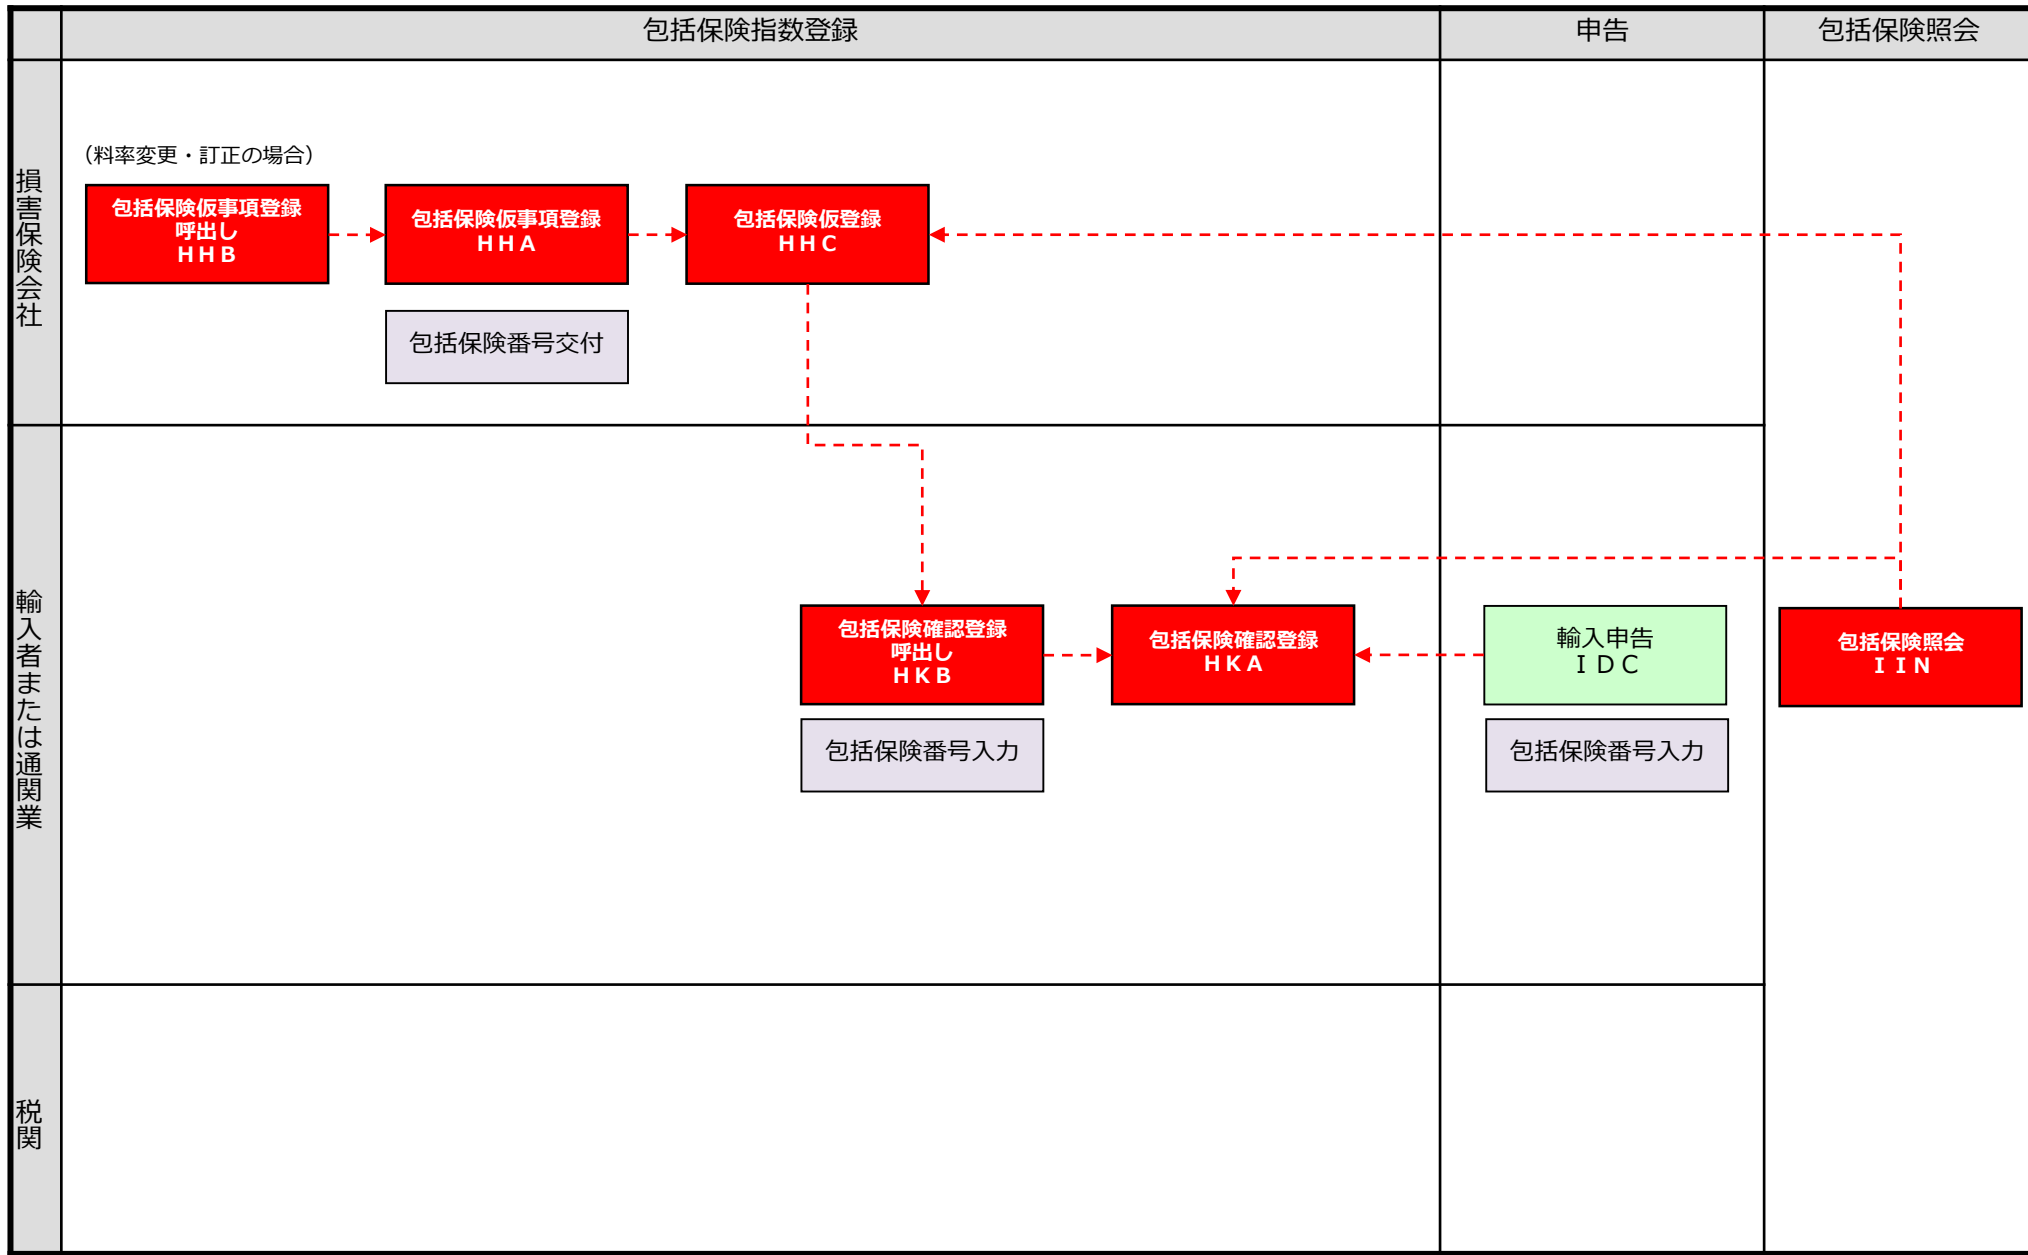 包括保険指数登録
申告
包括保険照会
損害保険会社
（料率変更・訂正の場合）
包括保険仮事項登録
呼出し
ＨＨＢ
包括保険仮事項登録
ＨＨＡ
包括保険仮登録
ＨＨＣ
包括保険番号交付
輸入者または通関業
包括保険確認登録
呼出し
ＨＫＢ
包括保険確認登録
ＨＫＡ
輸入申告
ＩＤＣ
包括保険照会
ＩＩＮ
包括保険番号入力
包括保険番号入力
税関